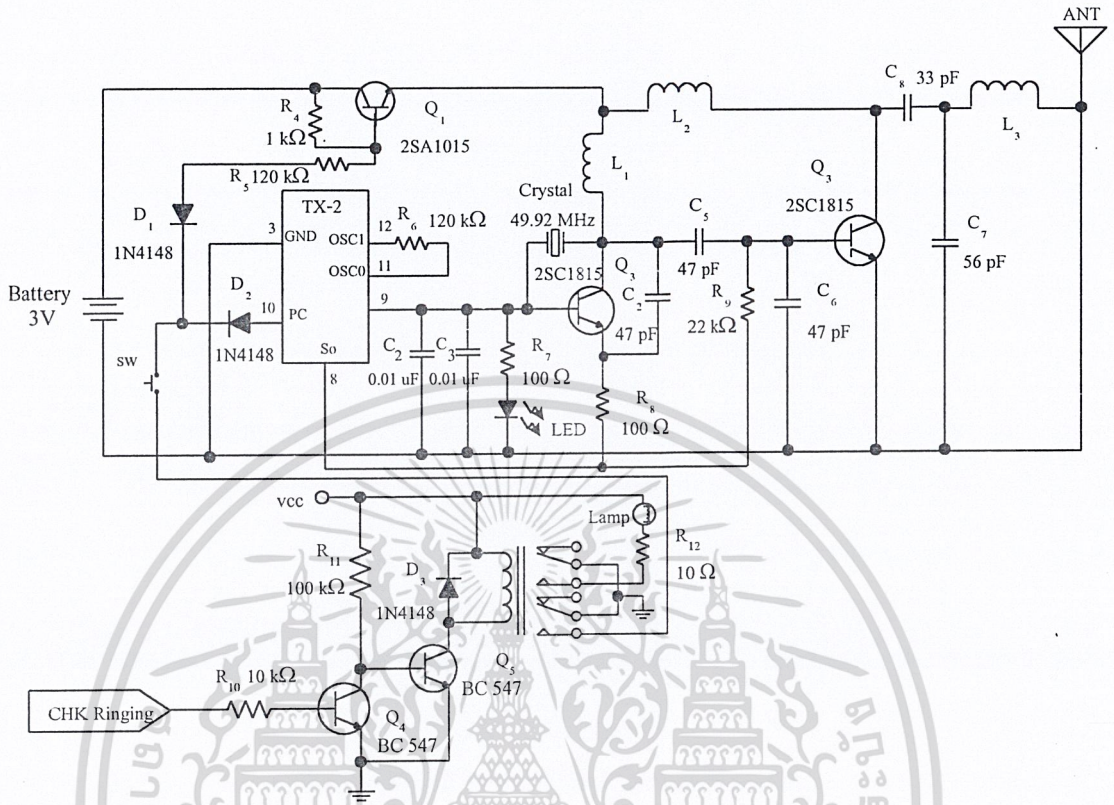 ANT
C8 33 pF
L2
L3
R4
1 kΩ
Q1
2SA1015
L1
R5 120 kΩ
Crystal
49.92 MHz
Q3
2SC1815
D1
1N4148
TX-2
3
GND
OSC1
12
R6 120 kΩ
OSC0
11
C5
47 pF
C7
56 pF
2SC1815
Q3
Battery
3V
D2
1N4148
10
PC
9
C2
47 pF
R9
22 kΩ
C6
47 pF
sw
So
8
C2
0.01 uF
C3
0.01 uF
R7
100 Ω
LED
R8
100 Ω
vcc
Lamp
R12
10 Ω
R11
100 kΩ
D3
1N4148
Q5
BC 547
R10 10 kΩ
CHK Ringing
Q4
BC 547